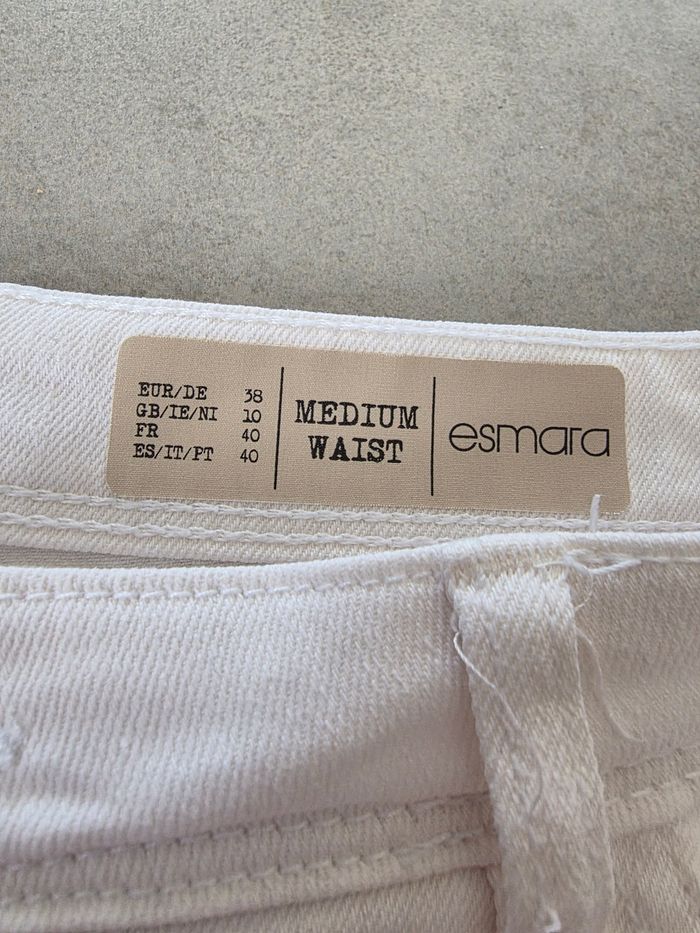 EUR/DE 38
GB/IE/NI 10
FR 40
ES/IT/PT 40
MEDIUM
WAIST
esmara